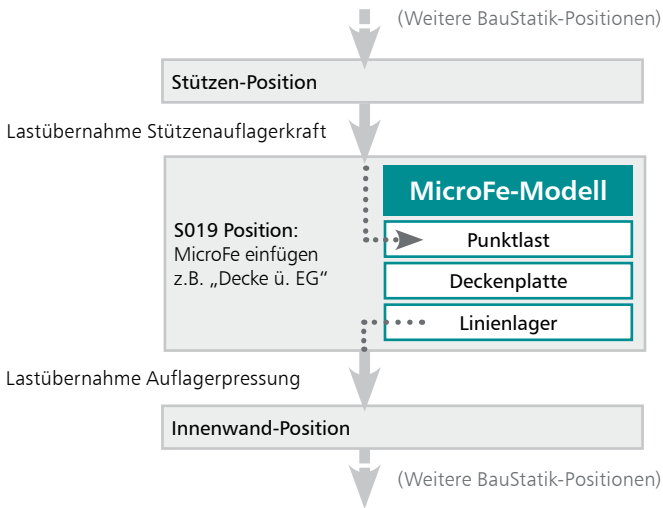 (Weitere BauStatik-Positionen)
Stützen-Position
Lastübernahme Stützenauflagerkraft
MicroFe-Modell
S019 Position:
MicroFe einfügen
z.B. „Decke ü. EG“
Punktlast
Deckenplatte
Linienlager
Lastübernahme Auflagerpressung
Innenwand-Position
(Weitere BauStatik-Positionen)